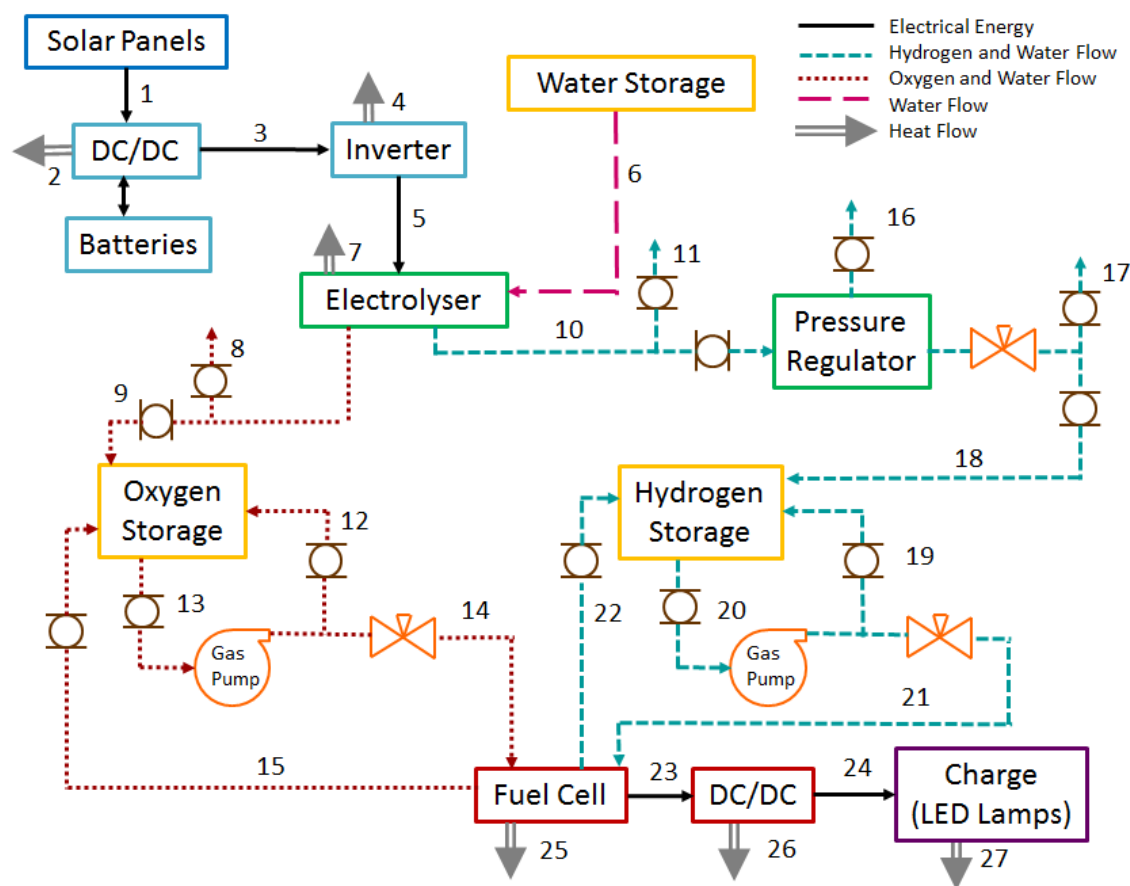 Solar Panels
Electrical Energy
Hydrogen and Water Flow
Oxygen and Water Flow
Water Flow
Heat Flow
Water Storage
1
4
2
DC/DC
3
Inverter
6
Batteries
5
7
Electrolyser
10
11
16
17
Pressure
Regulator
8
9
18
Oxygen
Storage
12
13
14
Gas
Pump
15
Hydrogen
Storage
19
20
22
Gas
Pump
21
Fuel Cell
23
DC/DC
24
Charge
(LED Lamps)
25
26
27